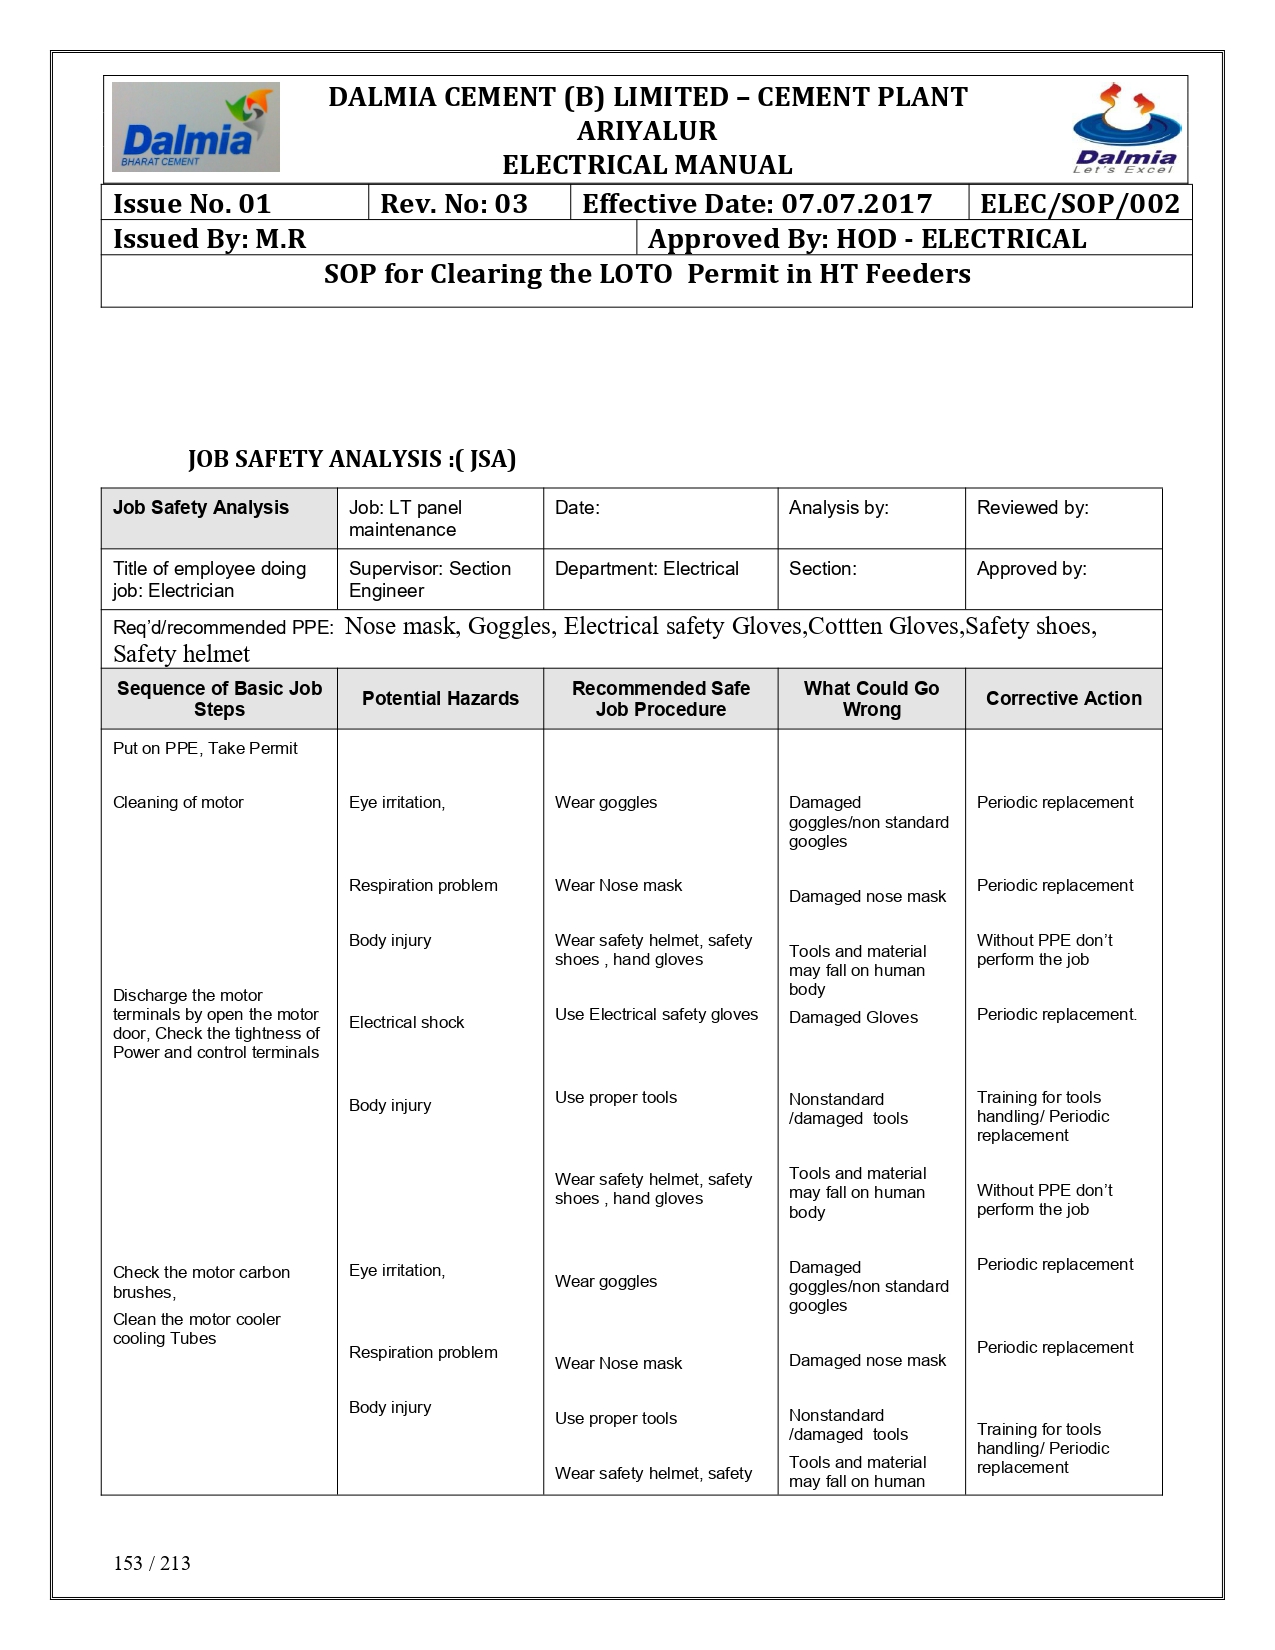 Dalmia
BHARAT CEMENT
DALMIA CEMENT (B) LIMITED – CEMENT PLANT
ARIYALUR
ELECTRICAL MANUAL
Dalmia
Let's Excel
Issue No. 01
Rev. No: 03
Effective Date: 07.07.2017
ELEC/SOP/002
Issued By: M.R
Approved By: HOD - ELECTRICAL
SOP for Clearing the LOTO  Permit in HT Feeders
JOB SAFETY ANALYSIS :( JSA)
Job Safety Analysis
Job: LT panel
maintenance
Date:
Analysis by:
Reviewed by:
Title of employee doing
job: Electrician
Supervisor: Section
Engineer
Department: Electrical
Section:
Approved by:
Req'd/recommended PPE:  Nose mask, Goggles, Electrical safety Gloves,Cottten Gloves,Safety shoes,
Safety helmet
Sequence of Basic Job
Steps
Potential Hazards
Recommended Safe
Job Procedure
What Could Go
Wrong
Corrective Action
Put on PPE, Take Permit
Cleaning of motor
Discharge the motor
terminals by open the motor
door, Check the tightness of
Power and control terminals
Check the motor carbon
brushes,
Clean the motor cooler
cooling Tubes
Eye irritation,
Respiration problem
Body injury
Electrical shock
Body injury
Eye irritation,
Respiration problem
Body injury
Wear goggles
Wear Nose mask
Wear safety helmet, safety
shoes , hand gloves
Use Electrical safety gloves
Use proper tools
Wear safety helmet, safety
shoes , hand gloves
Wear goggles
Wear Nose mask
Use proper tools
Wear safety helmet, safety
Damaged
goggles/non standard
googles
Damaged nose mask
Tools and material
may fall on human
body
Damaged Gloves
Nonstandard
/damaged  tools
Tools and material
may fall on human
body
Damaged
goggles/non standard
googles
Damaged nose mask
Nonstandard
/damaged  tools
Tools and material
may fall on human
Periodic replacement
Periodic replacement
Without PPE don't
perform the job
Periodic replacement.
Training for tools
handling/ Periodic
replacement
Without PPE don't
perform the job
Periodic replacement
Periodic replacement
Training for tools
handling/ Periodic
replacement
153 / 213